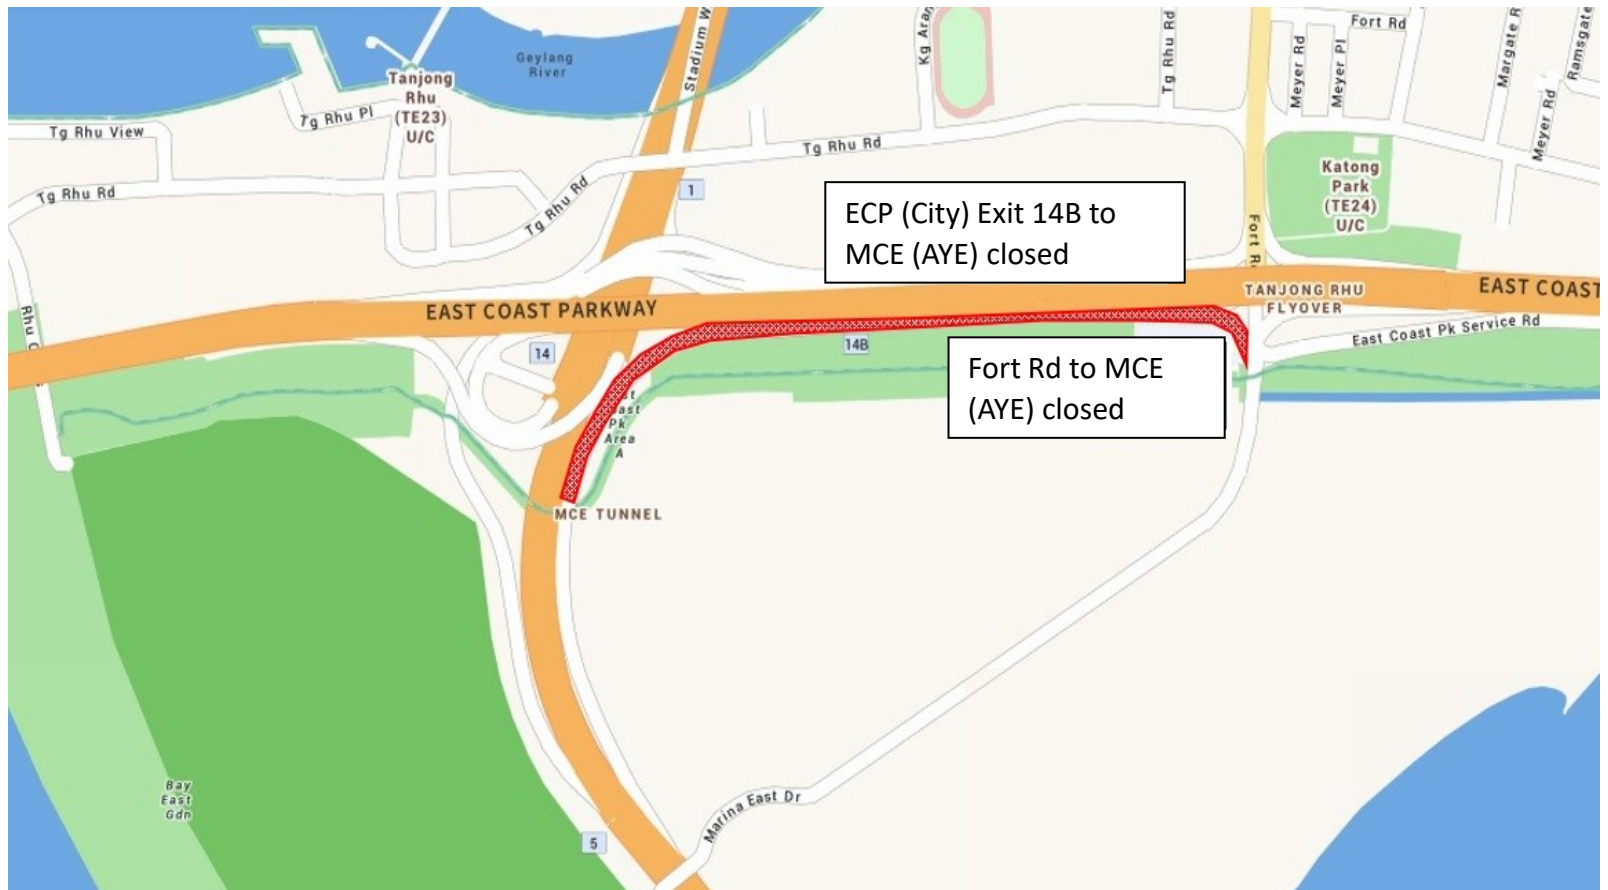 Stadium W
Kg Aran
Tg Rhu Rd
Fort Rd
Meyer Rd
Meyer Pl
Margate R
Ramsgate
Meyer Rd
Geylang
River
Tanjong
Rhu
(TE23)
U/C
Tg Rhu Pl
Tg Rhu View
Tg Rhu Rd
Tg Rhu Rd
Tg Rhu Rd
1
Katong
Park
(TE24)
U/C
ECP (City) Exit 14B to
MCE (AYE) closed
Fort R
EAST COAST PARKWAY
TANJONG RHU
FLYOVER
EAST COAST
East Coast Pk Service Rd
Rhu C
14
14B
Fort Rd to MCE
(AYE) closed
ast
Pk
Area
A
MCE TUNNEL
Bay
East
Gdn
Marina East Dr
5